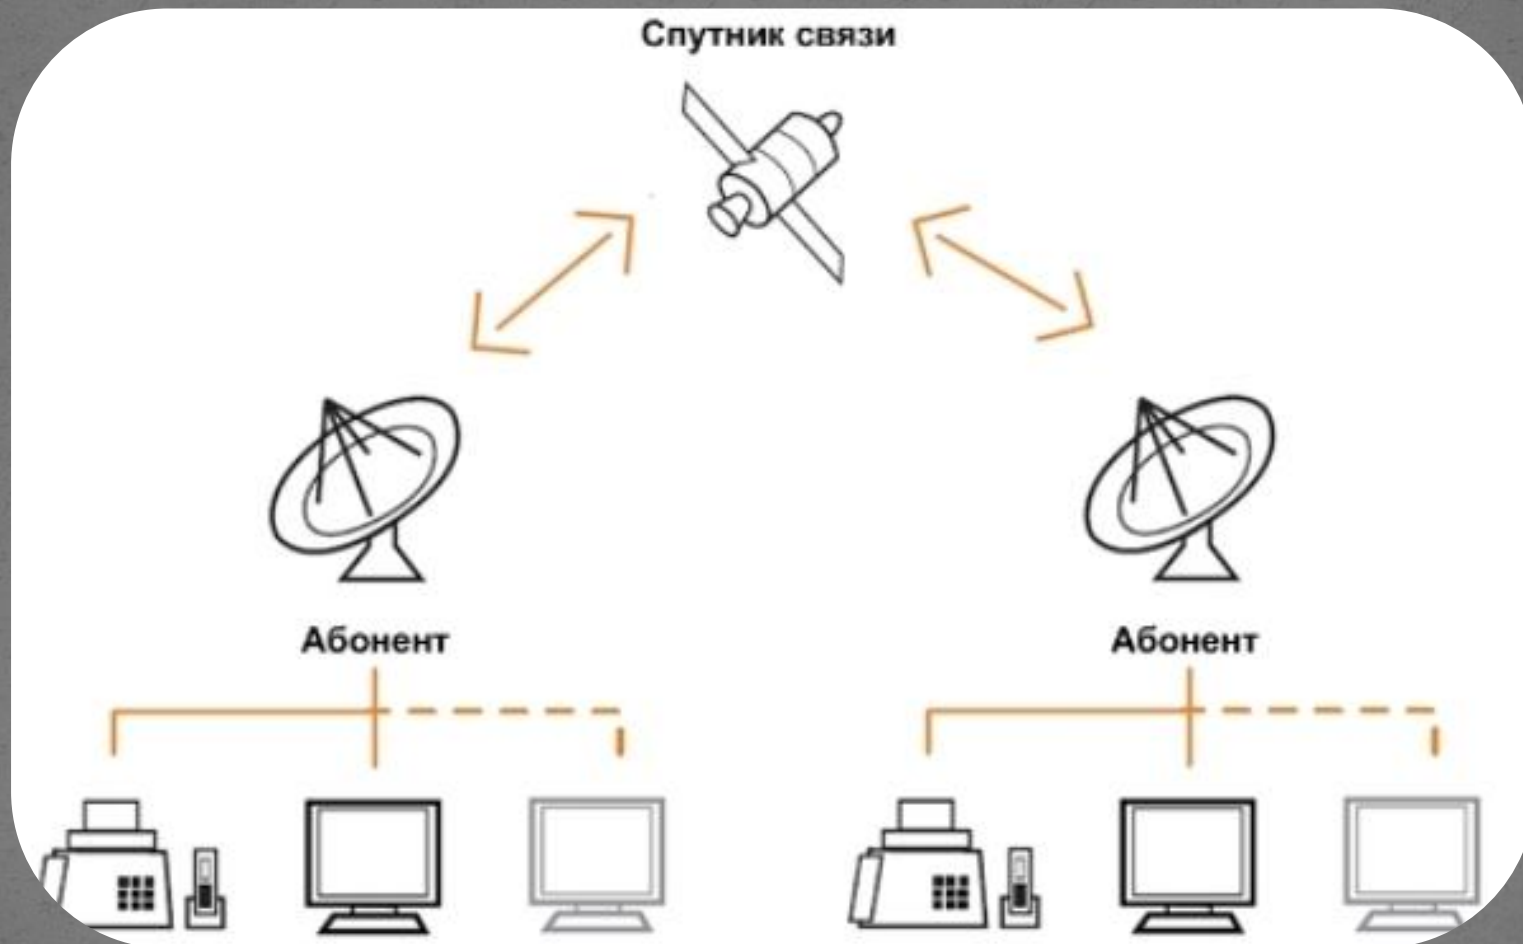 Спутник связи
Абонент
Абонент